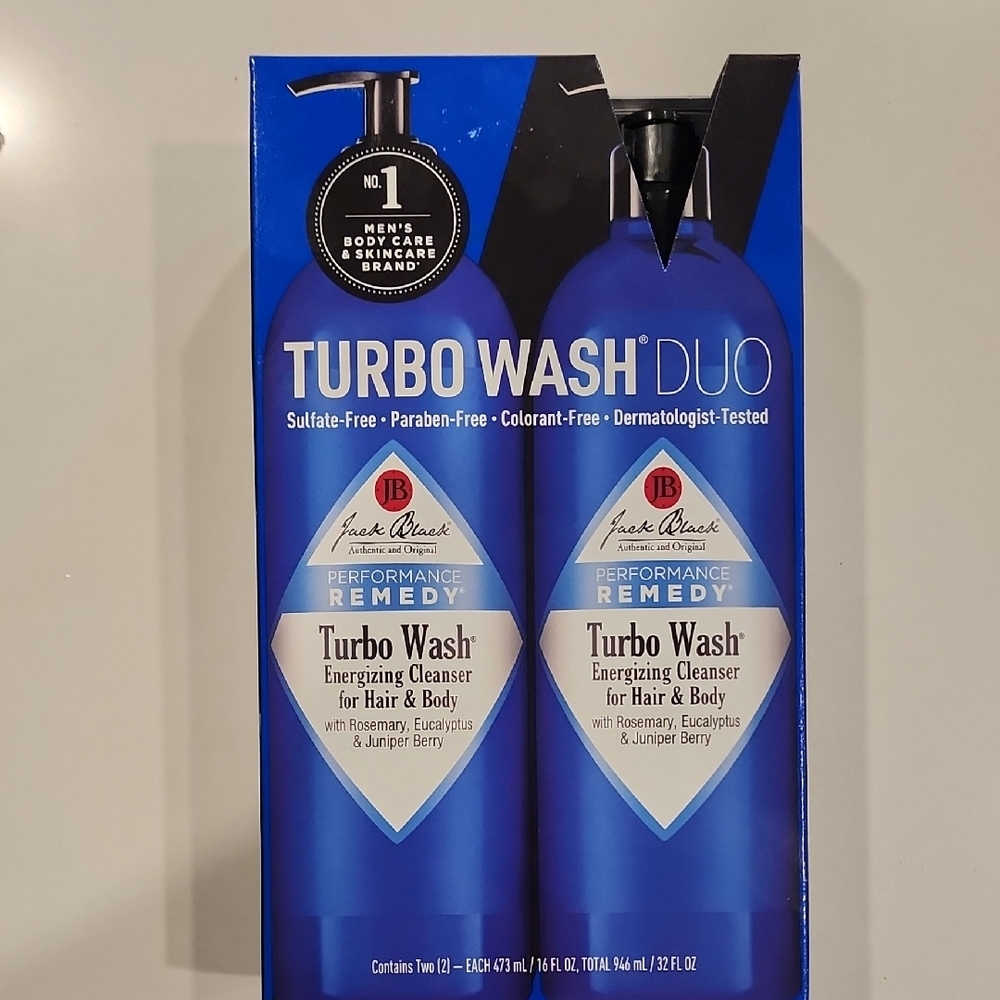 NO. 1
MEN'S
BODY CARE
& SKINCARE
BRAND*
TURBO WASH® DUO
Sulfate-Free • Paraben-Free • Colorant-Free • Dermatologist-Tested
JB
Jack Black®
Authentic and Original
PERFORMANCE
REMEDY®
Turbo Wash®
Energizing Cleanser
for Hair & Body
with Rosemary, Eucalyptus
& Juniper Berry
JB
Jack Black®
Authentic and Original
PERFORMANCE
REMEDY®
Turbo Wash®
Energizing Cleanser
for Hair & Body
with Rosemary, Eucalyptus
& Juniper Berry
Contains Two (2) — EACH 473 mL / 16 FL OZ, TOTAL 946 mL / 32 FL OZ